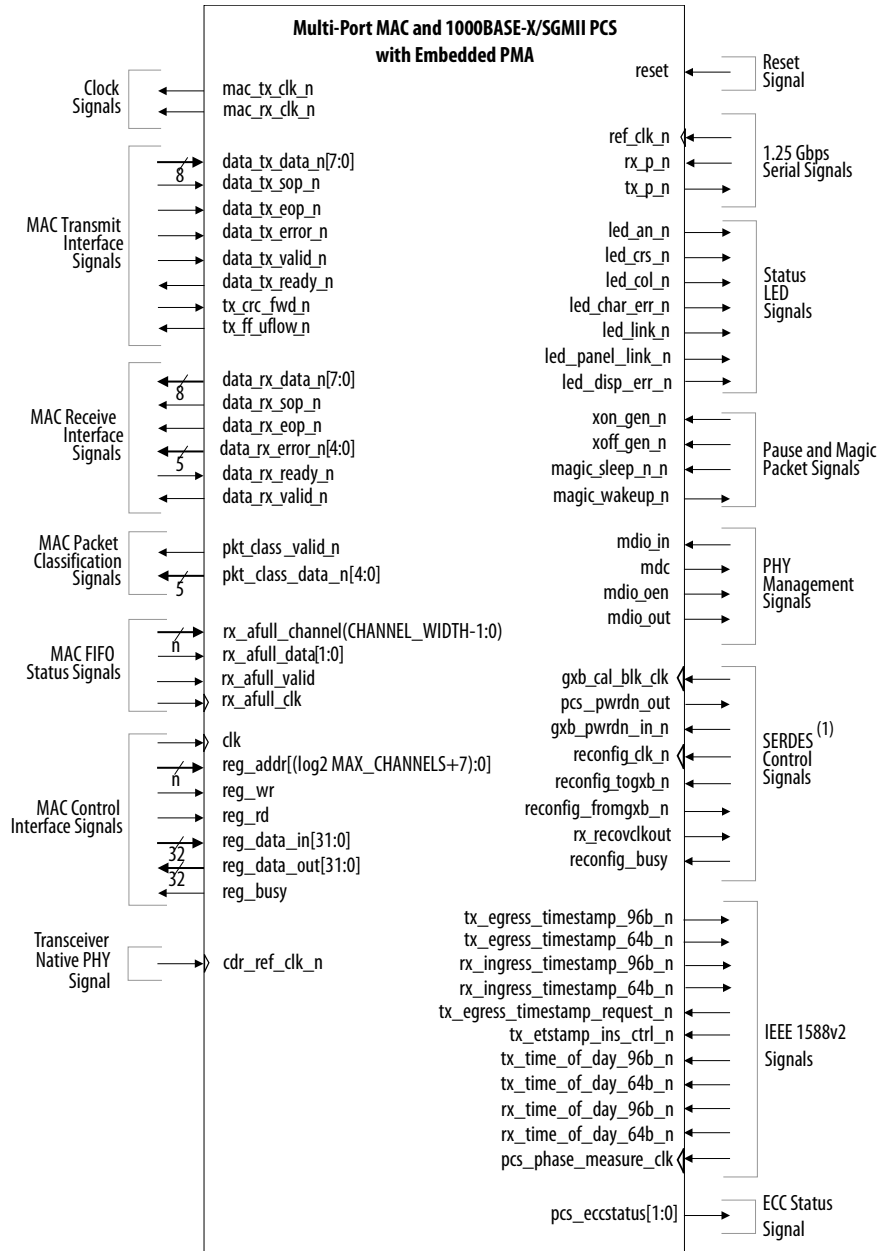 Multi-Port MAC and 1000BASE-X/SGMII PCS
with Embedded PMA
Clock
Signals
mac_tx_clk_n
mac_rx_clk_n
MAC Transmit
Interface
Signals
data_tx_data_n[7:0]
8
data_tx_sop_n
data_tx_eop_n
data_tx_error_n
data_tx_valid_n
data_tx_ready_n
tx_crc_fwd_n
tx_ff_uflow_n
MAC Receive
Interface
Signals
data_rx_data_n[7:0]
8
data_rx_sop_n
data_rx_eop_n
data_rx_error_n[4:0]
5
data_rx_ready_n
data_rx_valid_n
MAC Packet
Classification
Signals
pkt_class_valid_n
pkt_class_data_n[4:0]
5
MAC FIFO
Status Signals
rx_afull_channel(CHANNEL_WIDTH-1:0)
n
rx_afull_data[1:0]
rx_afull_valid
rx_afull_clk
MAC Control
Interface Signals
clk
reg_addr[(log2 MAX_CHANNELS+7):0]
n
reg_wr
reg_rd
reg_data_in[31:0]
32
reg_data_out[31:0]
32
reg_busy
Transceiver
Native PHY
Signal
cdr_ref_clk_n
reset
Reset
Signal
ref_clk_n
rx_p_n
tx_p_n
1.25 Gbps
Serial Signals
led_an_n
led_crs_n
led_col_n
led_char_err_n
led_link_n
led_panel_link_n
led_disp_err_n
Status
LED
Signals
xon_gen_n
xoff_gen_n
magic_sleep_n_n
magic_wakeup_n
Pause and Magic
Packet Signals
mdio_in
mdc
mdio_oen
mdio_out
PHY
Management
Signals
gxb_cal_blk_clk
pcs_pwrdn_out
gxb_pwrdn_in_n
reconfig_clk_n
reconfig_togxb_n
reconfig_fromgxb_n
rx_recovclkout
reconfig_busy
SERDES (1)
Control
Signals
tx_egress_timestamp_96b_n
tx_egress_timestamp_64b_n
rx_ingress_timestamp_96b_n
rx_ingress_timestamp_64b_n
tx_egress_timestamp_request_n
tx_etstamp_ins_ctrl_n
tx_time_of_day_96b_n
tx_time_of_day_64b_n
rx_time_of_day_96b_n
rx_time_of_day_64b_n
pcs_phase_measure_clk
IEEE 1588v2
Signals
pcs_eccstatus[1:0]
ECC Status
Signal